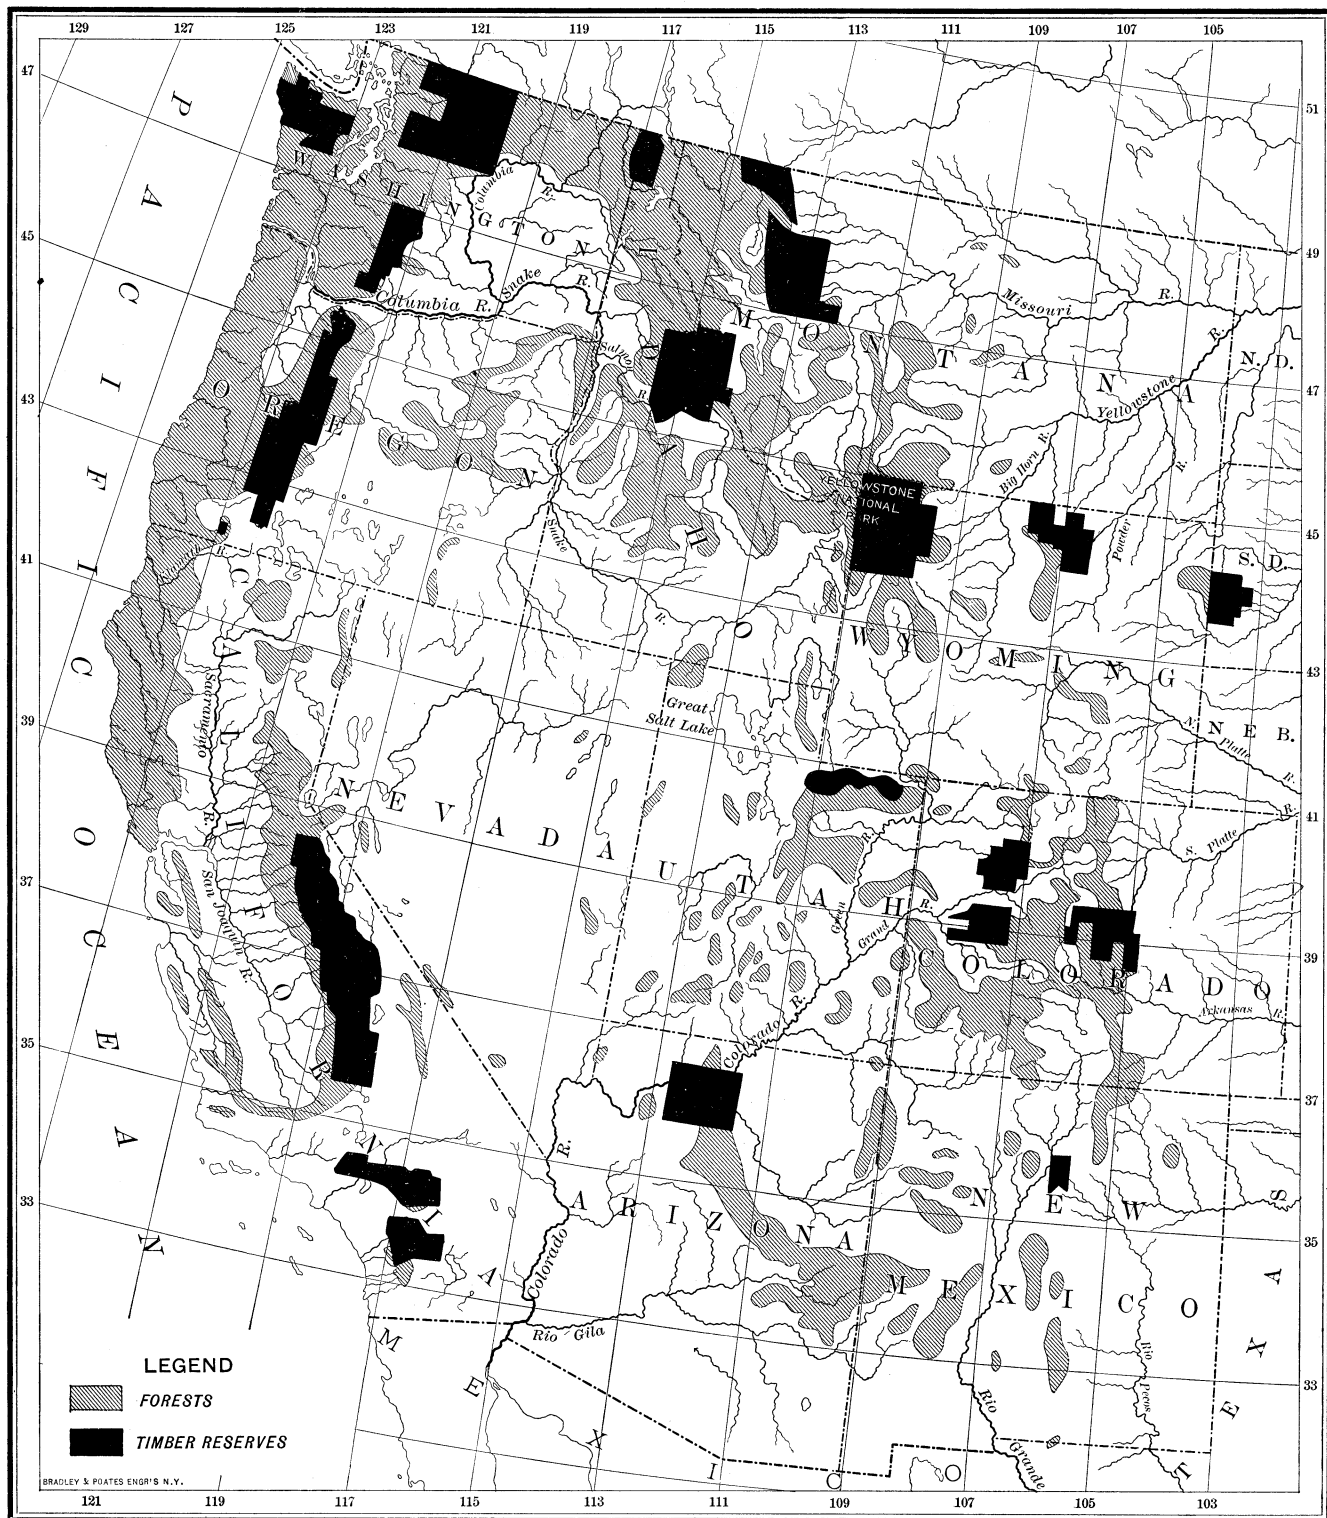 129 127 125 123 121 119 117 115 113 111 109 107 105
47
45
43
41
39
37
35
33
51
49
47
45
43
41
39
37
35
33
PACIFIC OCEAN
WASHINGTON
Columbia R.
Snake R.
Columbia R.
OREGON
IDAHO
Salmon R.
Snake R.
MONTANA
Missouri R.
Yellowstone R.
Big Horn R.
Powder R.
N. D.
S. D.
YELLOWSTONE
NATIONAL
PARK
WYOMING
NEB.
N. Platte R.
S. Platte R.
Klamath R.
CALIFORNIA
Sacramento R.
San Joaquin R.
NEVADA
Great
Salt Lake
UTAH
Green R.
Grand R.
Colorado R.
COLORADO
Arkansas R.
ARIZONA
Colorado R.
Rio Gila
NEW
MEXICO
Rio Grande
Rio Pecos
TEXAS
MEXICO
LEGEND
FORESTS
TIMBER RESERVES
BRADLEY & POATES ENGR'S N.Y.
121 119 117 115 113 111 109 107 105 103